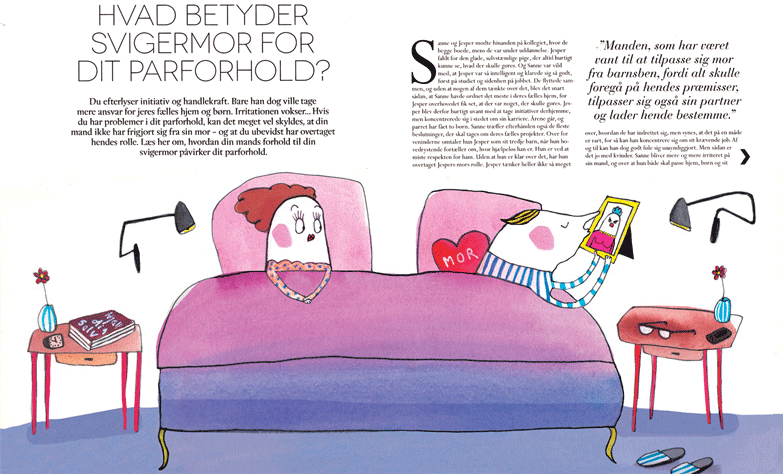 HVAD BETYDER
SVIGERMOR FOR
DIT PARFORHOLD?
Du efterlyser initiativ og handlekraft. Bare han dog ville tage
mere ansvar for jeres fælles hjem og børn. Irritationen vokser... Hvis
du har problemer i dit parforhold, kan det meget vel skyldes, at din
mand ikke har frigjort sig fra sin mor – og at du ubevidst har overtaget
hendes rolle. Læs her om, hvordan din mands forhold til din
svigermor påvirker dit parforhold.
Sanne og Jesper mødte hinanden på kollegiet, hvor de
begge boede, mens de var under uddannelse. Jesper
faldt for den glade, selvstændige pige, der altid hurtigt
kunne se, hvad der skulle gøres. Og Sanne var vild
med, at Jesper var så intelligent og klarede sig så godt,
først på studiet og sidenhen på jobbet. De flyttede sam-
men, og uden at nogen af dem tænkte over det, blev det snart
sådan, at Sanne havde ordnet det meste i deres fælles hjem, før
Jesper overhovedet fik set, at der var noget, der skulle gøres. Jes-
per blev derfor hurtigt svant med at tage initiativer derhjemme,
men koncentrerede sig i stedet om sin karriere. Årene går, og
parret har fået to børn. Sanne træffer efterhånden også de fleste
beslutninger, der skal tages om deres fælles projekter. Over for
veninderne omtaler hun Jesper som sit tredje barn, når hun ho-
vedrystende fortæller om, hvor hjælpeløs han er. Hun er ved at
miste respekten for ham. Uden at hun er klar over det, har hun
overtaget Jespers mors rolle. Jesper tænker heller ikke så meget
”Manden, som har været
vant til at tilpasse sig mor
fra barnsben, fordi alt skulle
foregå på hendes præmisser,
tilpasser sig også sin partner
og lader hende bestemme.”
over, hvordan de har indrettet sig, men synes, at det på en måde
er rart, for så kan han koncentrere sig om sit krævende job. Af
og til kan han dog godt føle sig umyndiggjort. Men sådan er
det jo med kvinder. Sanne bliver mere og mere irriteret på
sin mand, og over at hun både skal passe hjem, børn og sit
MOR